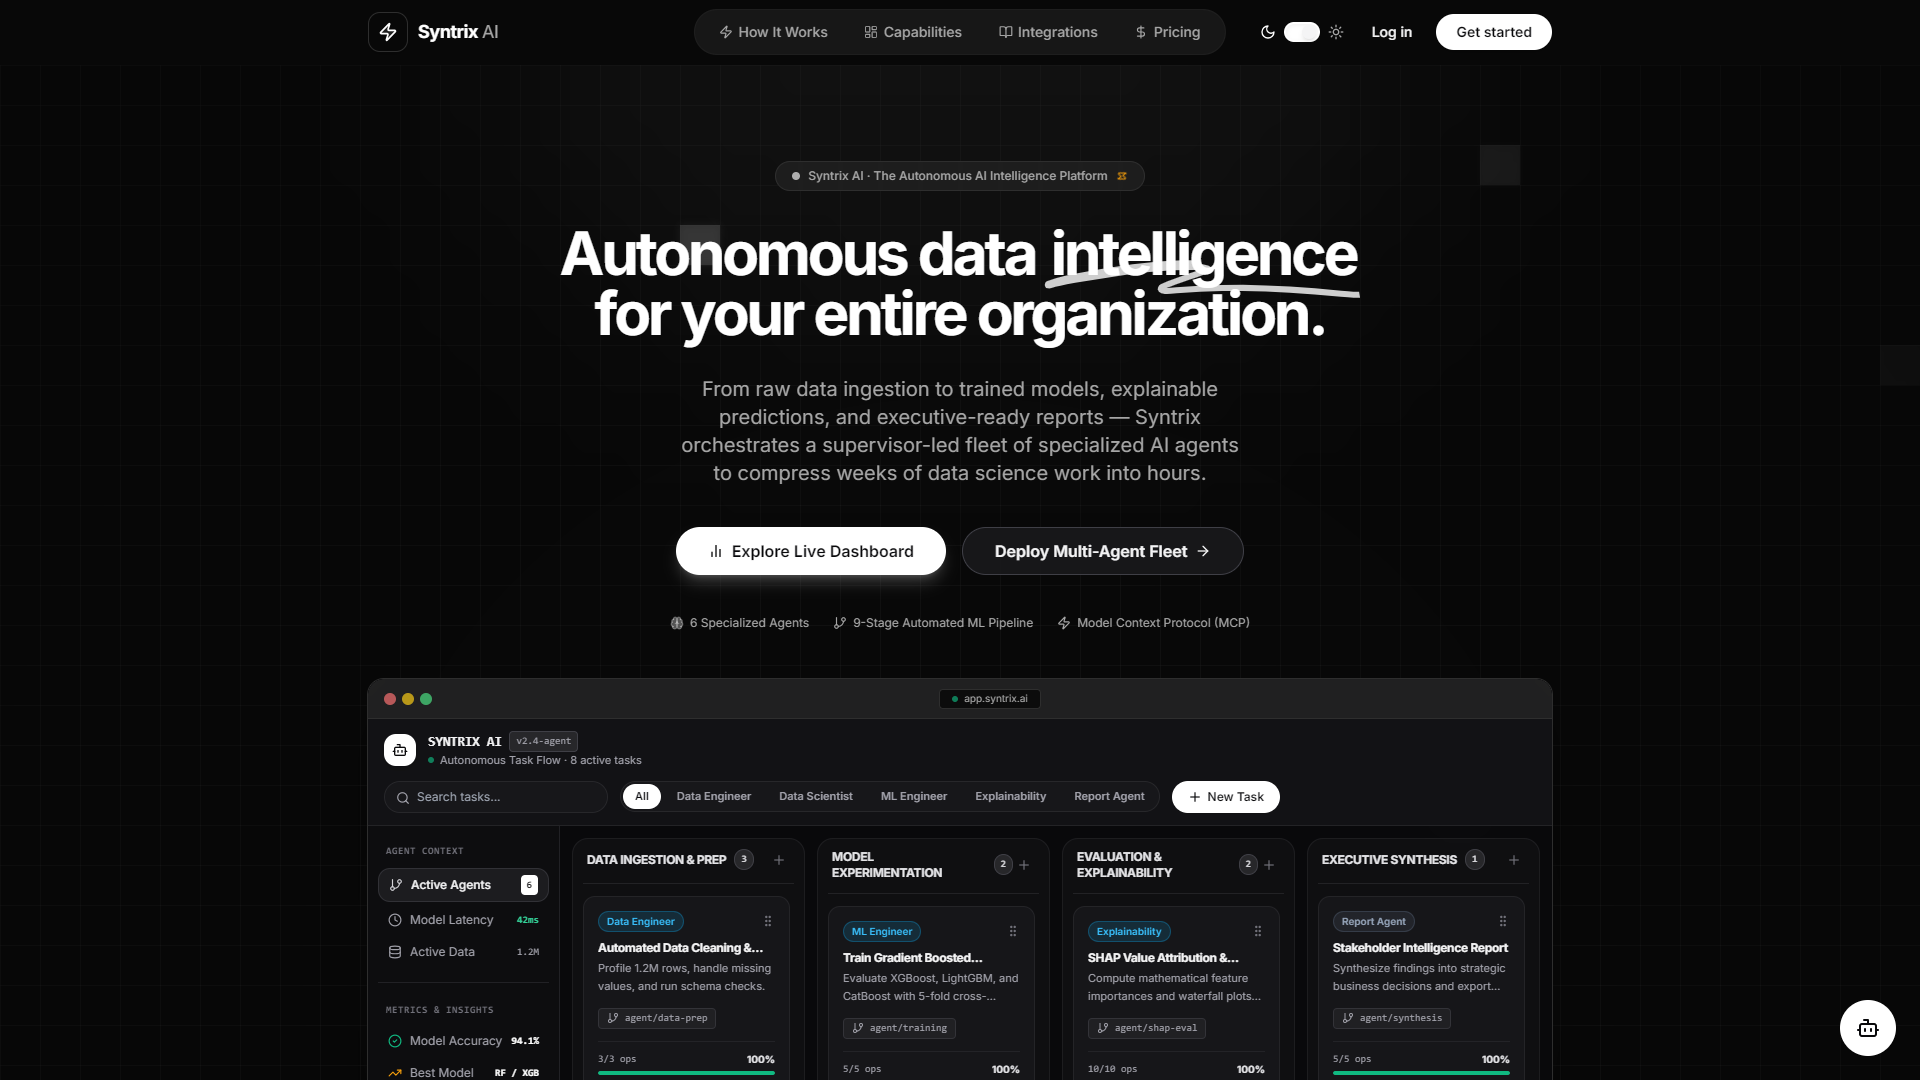 Syntrix AI
How It Works
Capabilities
Integrations
Pricing
Log in
Get started
Syntrix AI · The Autonomous AI Intelligence Platform
Autonomous data intelligence
for your entire organization.
From raw data ingestion to trained models, explainable
predictions, and executive-ready reports — Syntrix
orchestrates a supervisor-led fleet of specialized AI agents
to compress weeks of data science work into hours.
Explore Live Dashboard
Deploy Multi-Agent Fleet
6 Specialized Agents
9-Stage Automated ML Pipeline
Model Context Protocol (MCP)
app.syntrix.ai
SYNTRIX AI
v2.4-agent
Autonomous Task Flow · 8 active tasks
Search tasks...
All
Data Engineer
Data Scientist
ML Engineer
Explainability
Report Agent
New Task
AGENT CONTEXT
Active Agents 6
Model Latency 42ms
Active Data 1.2M
METRICS & INSIGHTS
Model Accuracy 94.1%
Best Model RF / XGB
DATA INGESTION & PREP 3
Data Engineer
Automated Data Cleaning &...
Profile 1.2M rows, handle missing
values, and run schema checks.
agent/data-prep
3/3 ops 100%
MODEL
EXPERIMENTATION 2
ML Engineer
Train Gradient Boosted...
Evaluate XGBoost, LightGBM, and
CatBoost with 5-fold cross-...
agent/training
5/5 ops 100%
EVALUATION &
EXPLAINABILITY 2
Explainability
SHAP Value Attribution &...
Compute mathematical feature
importances and waterfall plots...
agent/shap-eval
10/10 ops 100%
EXECUTIVE SYNTHESIS 1
Report Agent
Stakeholder Intelligence Report
Synthesize findings into strategic
business decisions and export...
agent/synthesis
5/5 ops 100%